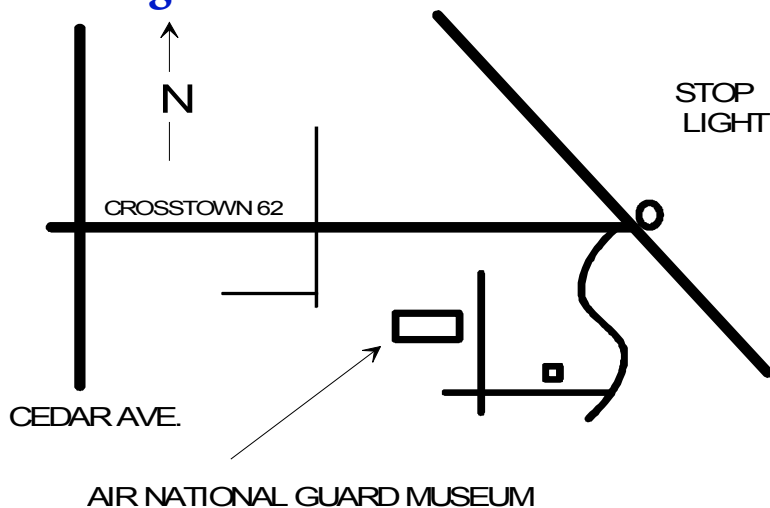 N
STOP
LIGHT
CROSSTOWN 62
CEDAR AVE.
AIR NATIONAL GUARD MUSEUM